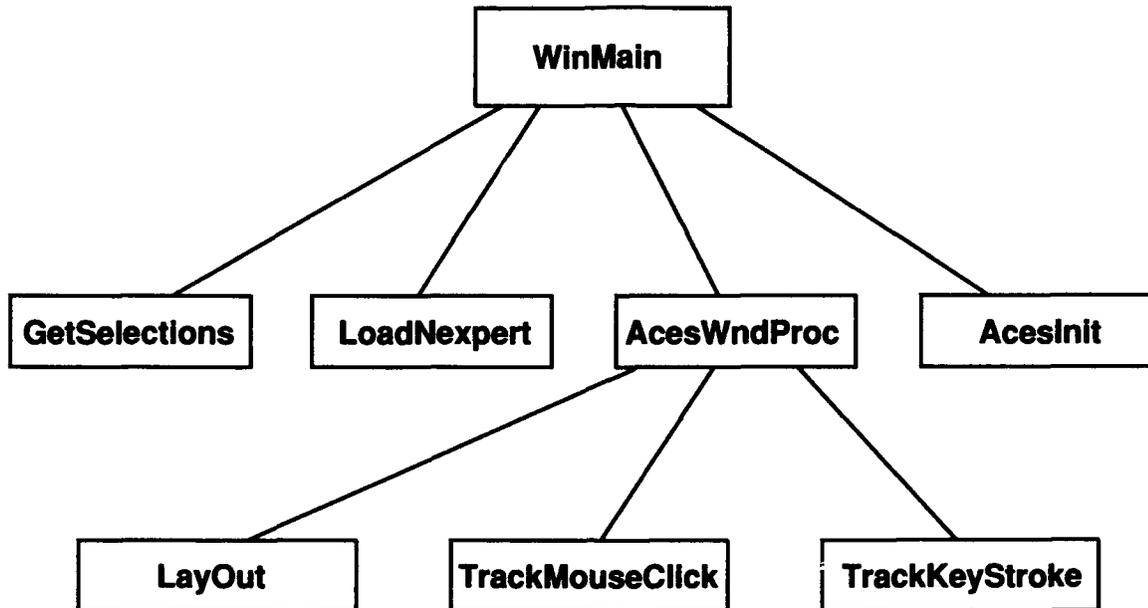 WinMain
GetSelections
LoadNexpert
AcesWndProc
AcesInit
LayOut
TrackMouseClick
TrackKeyStroke